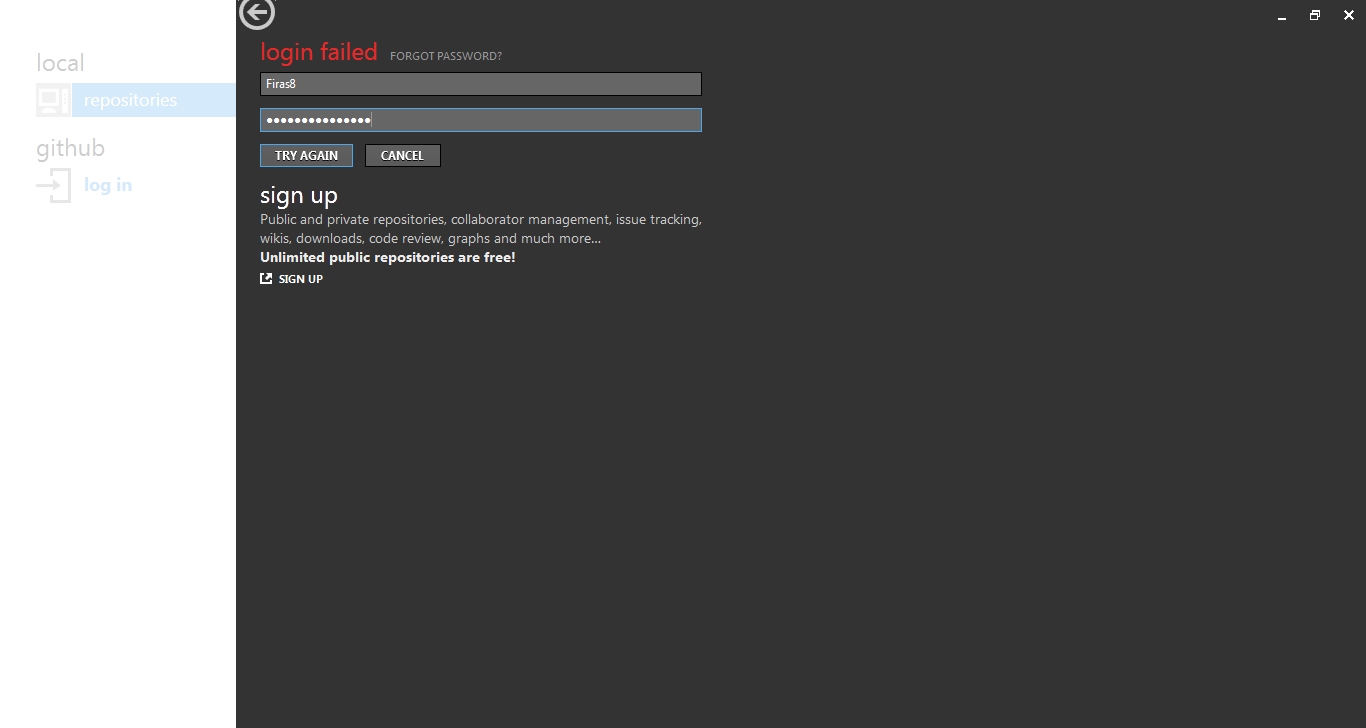 local
repositories
github
log in
login failed FORGOT PASSWORD?
Firas8
TRY AGAIN CANCEL
sign up
Public and private repositories, collaborator management, issue tracking,
wikis, downloads, code review, graphs and much more...
Unlimited public repositories are free!
SIGN UP